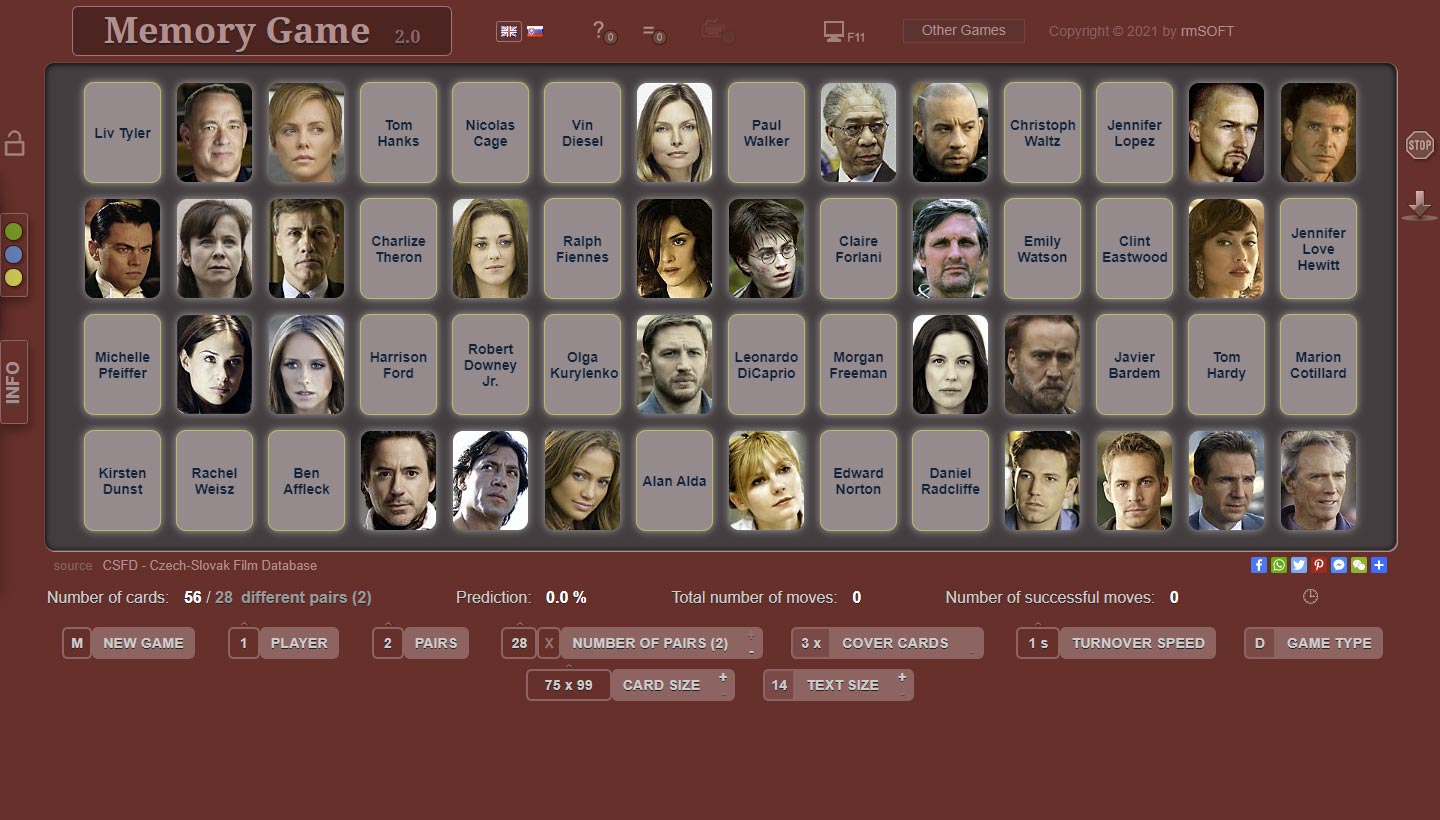 Memory Game 2.0
? 0
= 0
F11
Other Games
Copyright © 2021 by rmSOFT
Liv Tyler
Tom
Hanks
Nicolas
Cage
Vin
Diesel
Paul
Walker
Christoph
Waltz
Jennifer
Lopez
STOP
Charlize
Theron
Ralph
Fiennes
Claire
Forlani
Emily
Watson
Clint
Eastwood
Jennifer
Love
Hewitt
INFO
Michelle
Pfeiffer
Harrison
Ford
Robert
Downey
Jr.
Olga
Kurylenko
Leonardo
DiCaprio
Morgan
Freeman
Javier
Bardem
Tom
Hardy
Marion
Cotillard
Kirsten
Dunst
Rachel
Weisz
Ben
Affleck
Alan Alda
Edward
Norton
Daniel
Radcliffe
source CSFD - Czech-Slovak Film Database
Number of cards: 56 / 28 different pairs (2)
Prediction: 0.0 %
Total number of moves: 0
Number of successful moves: 0
M NEW GAME
1 PLAYER
2 PAIRS
28 X NUMBER OF PAIRS (2) + -
3 x COVER CARDS
1 s TURNOVER SPEED
D GAME TYPE
75 x 99 CARD SIZE + -
14 TEXT SIZE + -